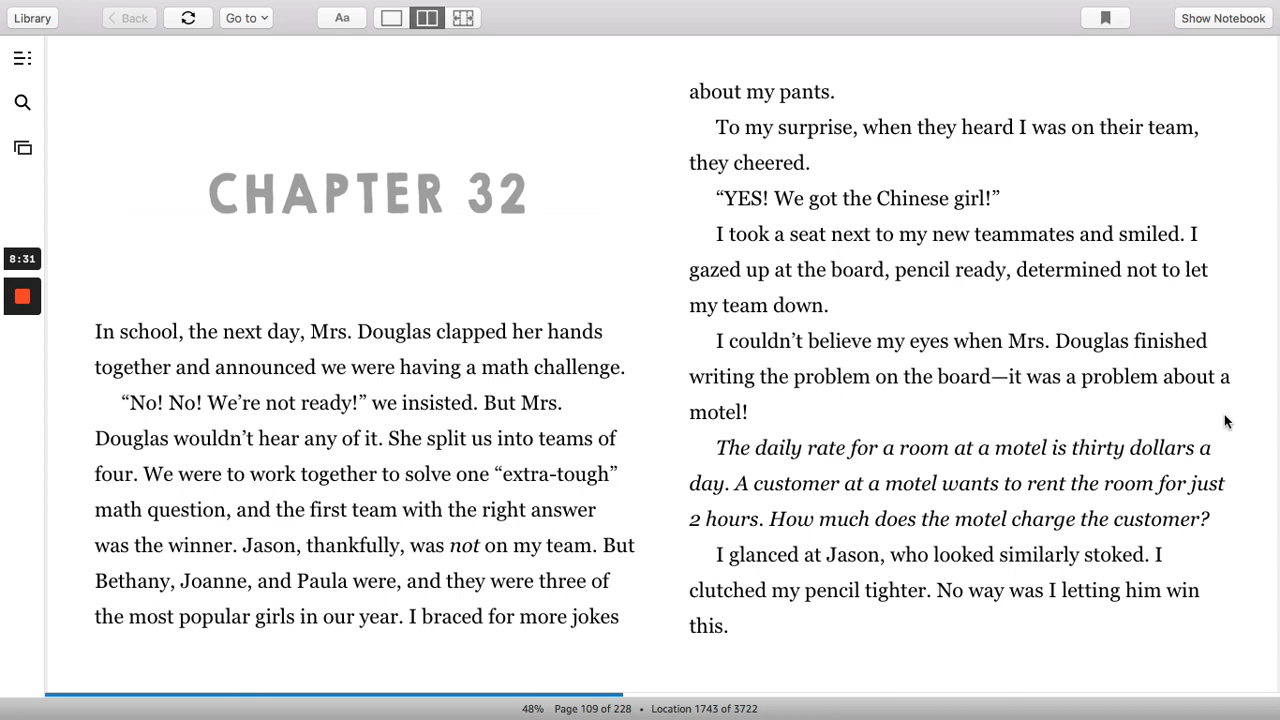 Library
Back
Go to
Aa
Show Notebook
8:31
CHAPTER 32
In school, the next day, Mrs. Douglas clapped her hands
together and announced we were having a math challenge.
“No! No! We’re not ready!” we insisted. But Mrs.
Douglas wouldn’t hear any of it. She split us into teams of
four. We were to work together to solve one “extra-tough”
math question, and the first team with the right answer
was the winner. Jason, thankfully, was not on my team. But
Bethany, Joanne, and Paula were, and they were three of
the most popular girls in our year. I braced for more jokes
about my pants.
To my surprise, when they heard I was on their team,
they cheered.
“YES! We got the Chinese girl!”
I took a seat next to my new teammates and smiled. I
gazed up at the board, pencil ready, determined not to let
my team down.
I couldn’t believe my eyes when Mrs. Douglas finished
writing the problem on the board—it was a problem about a
motel!
The daily rate for a room at a motel is thirty dollars a
day. A customer at a motel wants to rent the room for just
2 hours. How much does the motel charge the customer?
I glanced at Jason, who looked similarly stoked. I
clutched my pencil tighter. No way was I letting him win
this.
48% Page 109 of 228 • Location 1743 of 3722